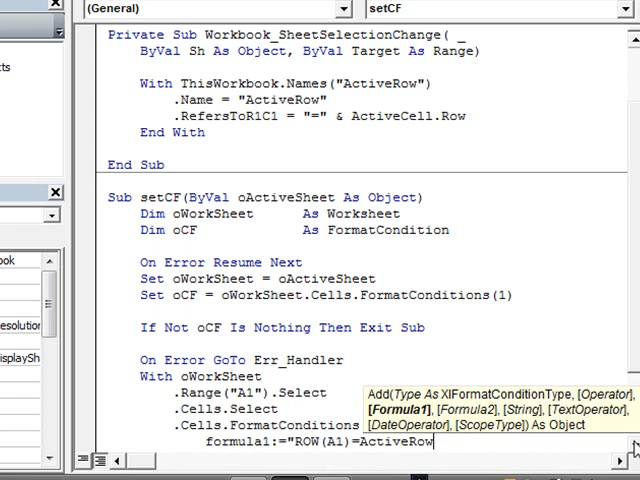 (General)
setCF
Private Sub Workbook_SheetSelectionChange( _
ByVal Sh As Object, ByVal Target As Range)
ts
With ThisWorkbook.Names("ActiveRow")
.Name = "ActiveRow"
.RefersToR1C1 = "=" & ActiveCell.Row
End With
End Sub
Sub setCF(ByVal oActiveSheet As Object)
Dim oWorkSheet As Worksheet
Dim oCF As FormatCondition
ook
On Error Resume Next
Set oWorkSheet = oActiveSheet
Set oCF = oWorkSheet.Cells.FormatConditions(1)
esolution
If Not oCF Is Nothing Then Exit Sub
isplaySh
On Error GoTo Err_Handler
With oWorkSheet
.Range("A1").Select
Add(Type As XlFormatConditionType, [Operator],
.Cells.Select
[Formula1], [Formula2], [String], [TextOperator],
.Cells.FormatConditions
[DateOperator], [ScopeType]) As Object
formula1:="ROW(A1)=ActiveRow